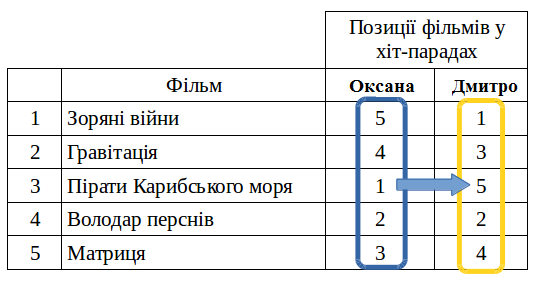 Позиції фільмів у
хіт-парадах
Фільм Оксана Дмитро
1 Зоряні війни 5 1
2 Гравітація 4 3
3 Пірати Карибського моря 1 5
4 Володар перснів 2 2
5 Матриця 3 4